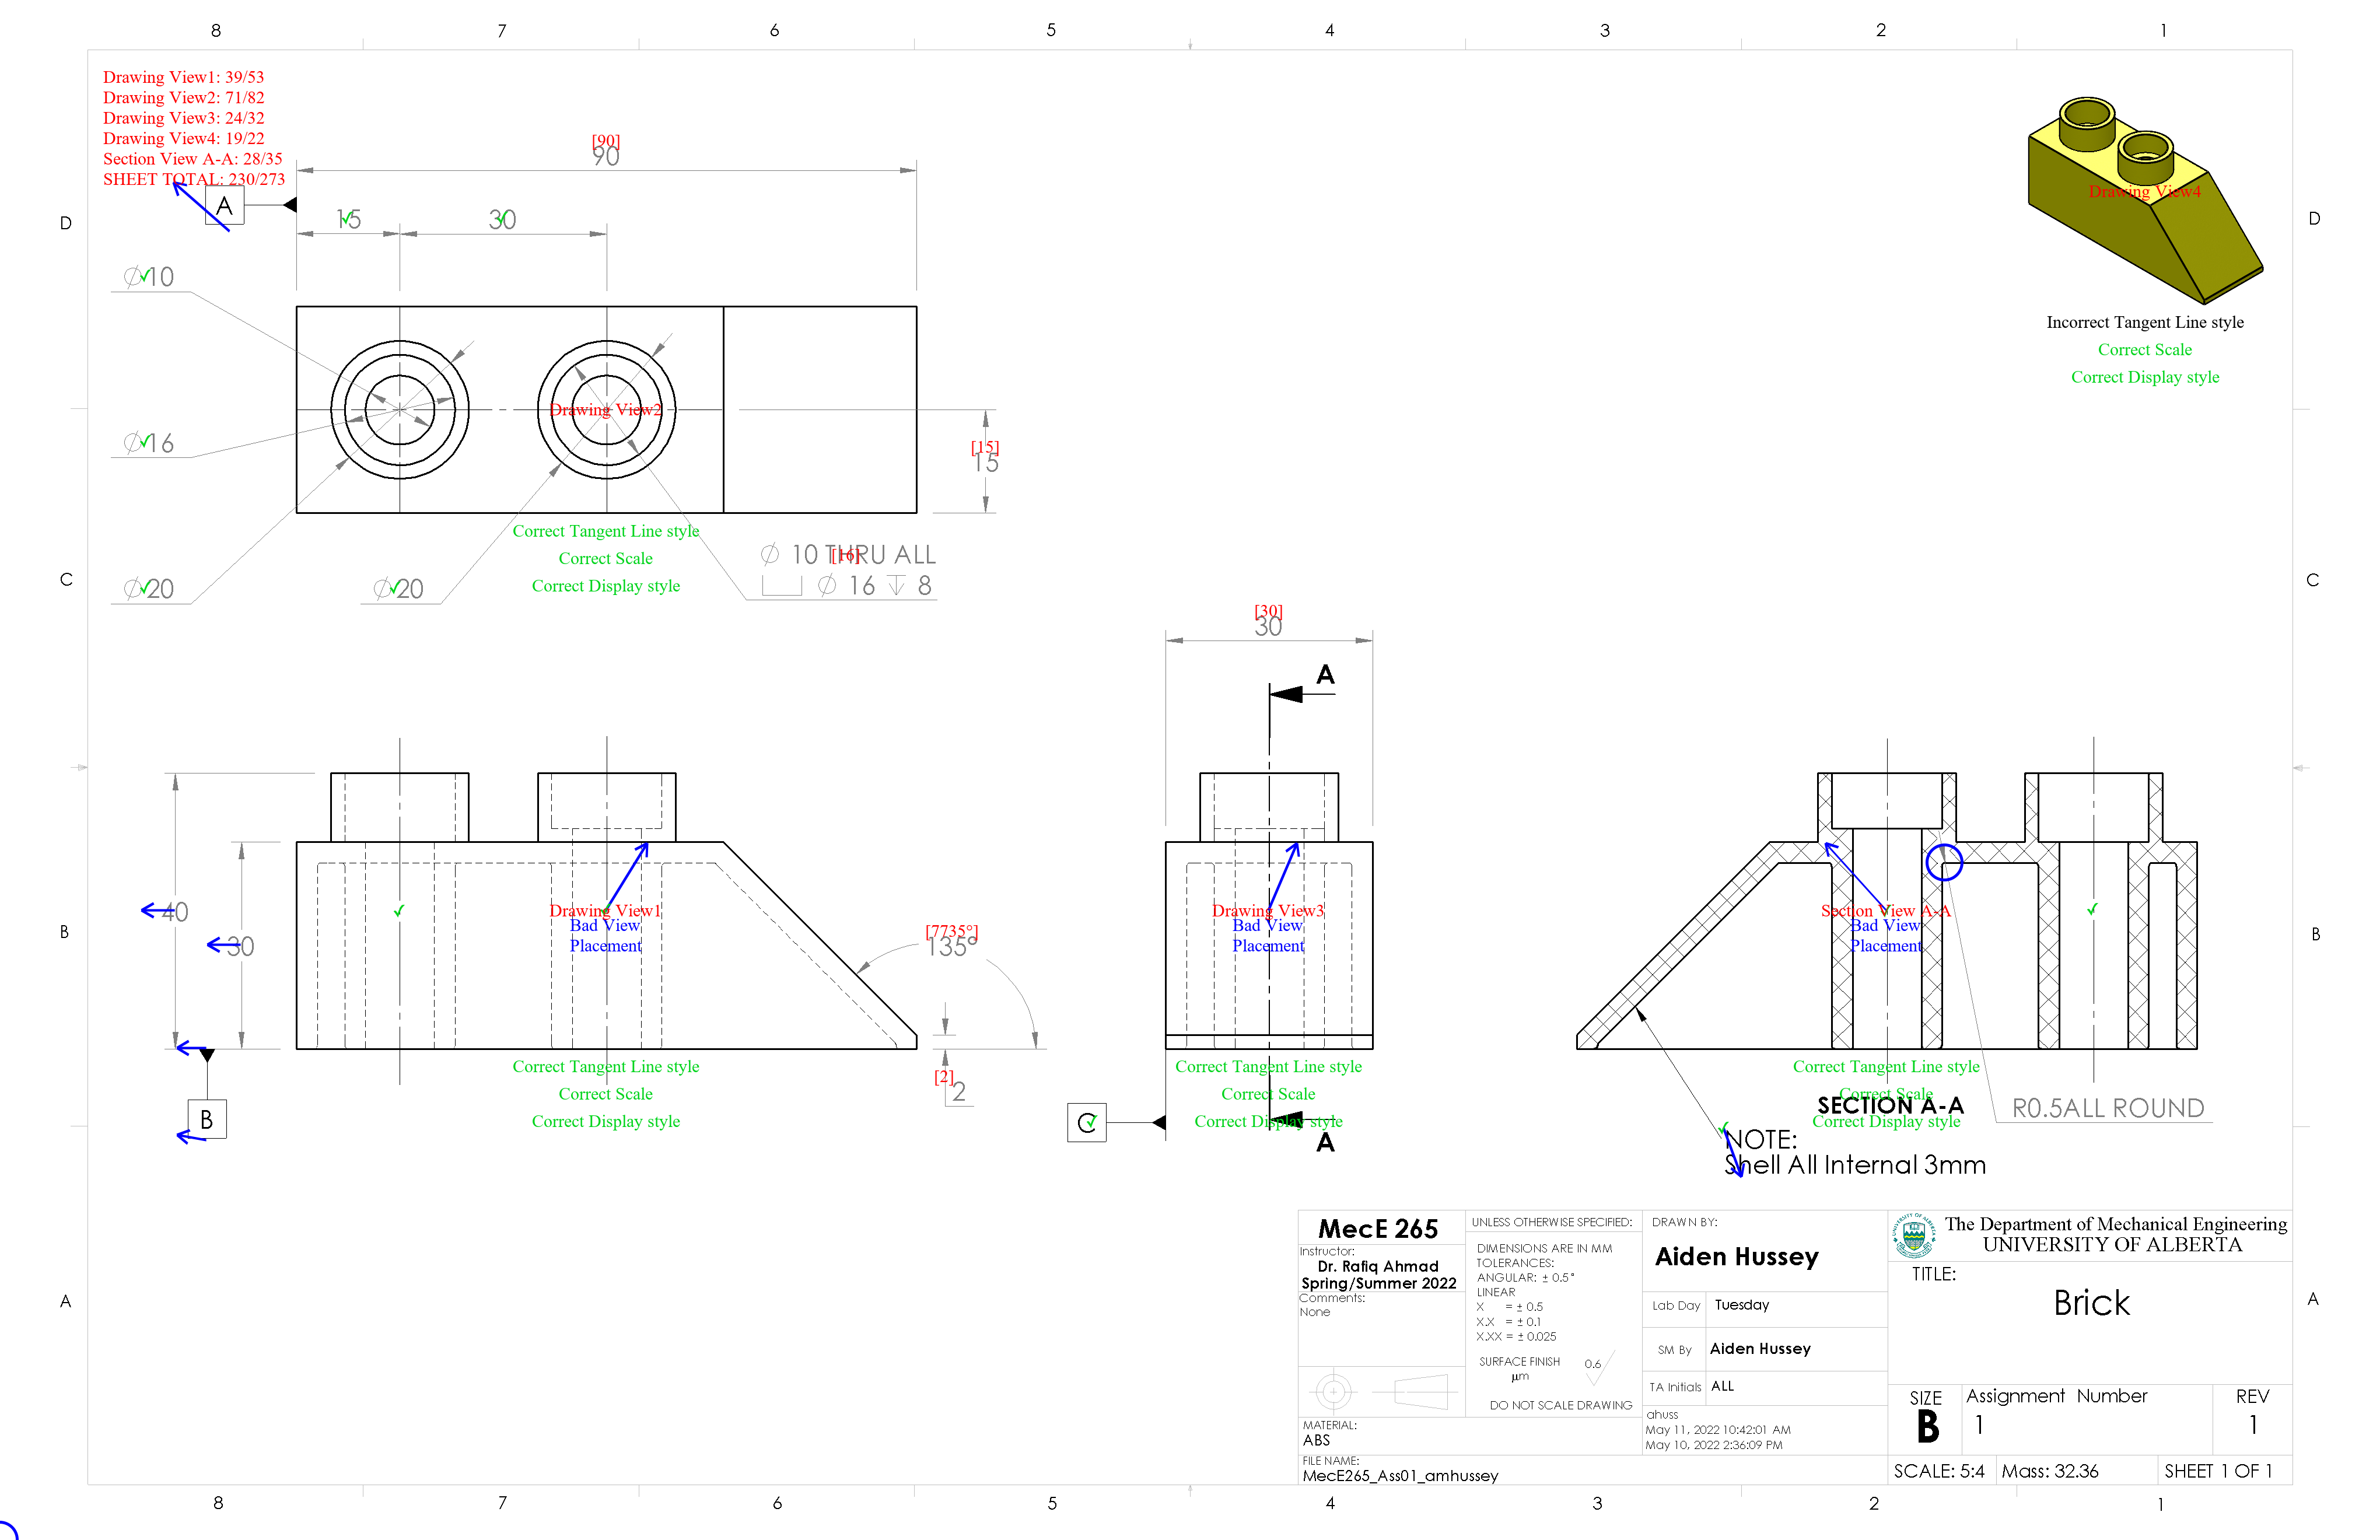 8 7 6 5 4 3 2 1
Drawing View1: 39/53
Drawing View2: 71/82
Drawing View3: 24/32
Drawing View4: 19/22
Section View A-A: 28/35
SHEET TOTAL: 230/273
[90]
90
A
15
30
D
D
Drawing View4
Incorrect Tangent Line style
Correct Scale
Correct Display style
∅10
Drawing View2
∅16
[15]
15
Correct Tangent Line style
Correct Scale
Correct Display style
∅ 10 THRU ALL
[16]
⌴ ∅ 16 ↧ 8
∅20
∅20
C
C
[30]
30
A
40
30
Drawing View1
Bad View
Placement
[7735°]
135°
Drawing View3
Bad View
Placement
Section View A-A
Bad View
Placement
B
B
Correct Tangent Line style
Correct Scale
Correct Display style
[2]
2
B
C
Correct Tangent Line style
Correct Scale
Correct Display style
A
Correct Tangent Line style
Correct Scale
SECTION A-A
Correct Display style
R0.5ALL ROUND
NOTE:
Shell All Internal 3mm
A
A
MecE 265
Instructor:
Dr. Rafiq Ahmad
Spring/Summer 2022
Comments:
None
UNLESS OTHERWISE SPECIFIED:
DIMENSIONS ARE IN MM
TOLERANCES:
ANGULAR: ± 0.5°
LINEAR
X = ± 0.5
X.X = ± 0.1
X.XX = ± 0.025
SURFACE FINISH 0.6
µm
DO NOT SCALE DRAWING
MATERIAL:
ABS
FILE NAME:
MecE265_Ass01_amhussey
DRAWN BY:
Aiden Hussey
Lab Day Tuesday
SM By Aiden Hussey
TA Initials ALL
ahuss
May 11, 2022 10:42:01 AM
May 10, 2022 2:36:09 PM
The Department of Mechanical Engineering
UNIVERSITY OF ALBERTA
TITLE:
Brick
SIZE
B
Assignment Number
1
REV
1
SCALE: 5:4 Mass: 32.36 SHEET 1 OF 1
8 7 6 5 4 3 2 1